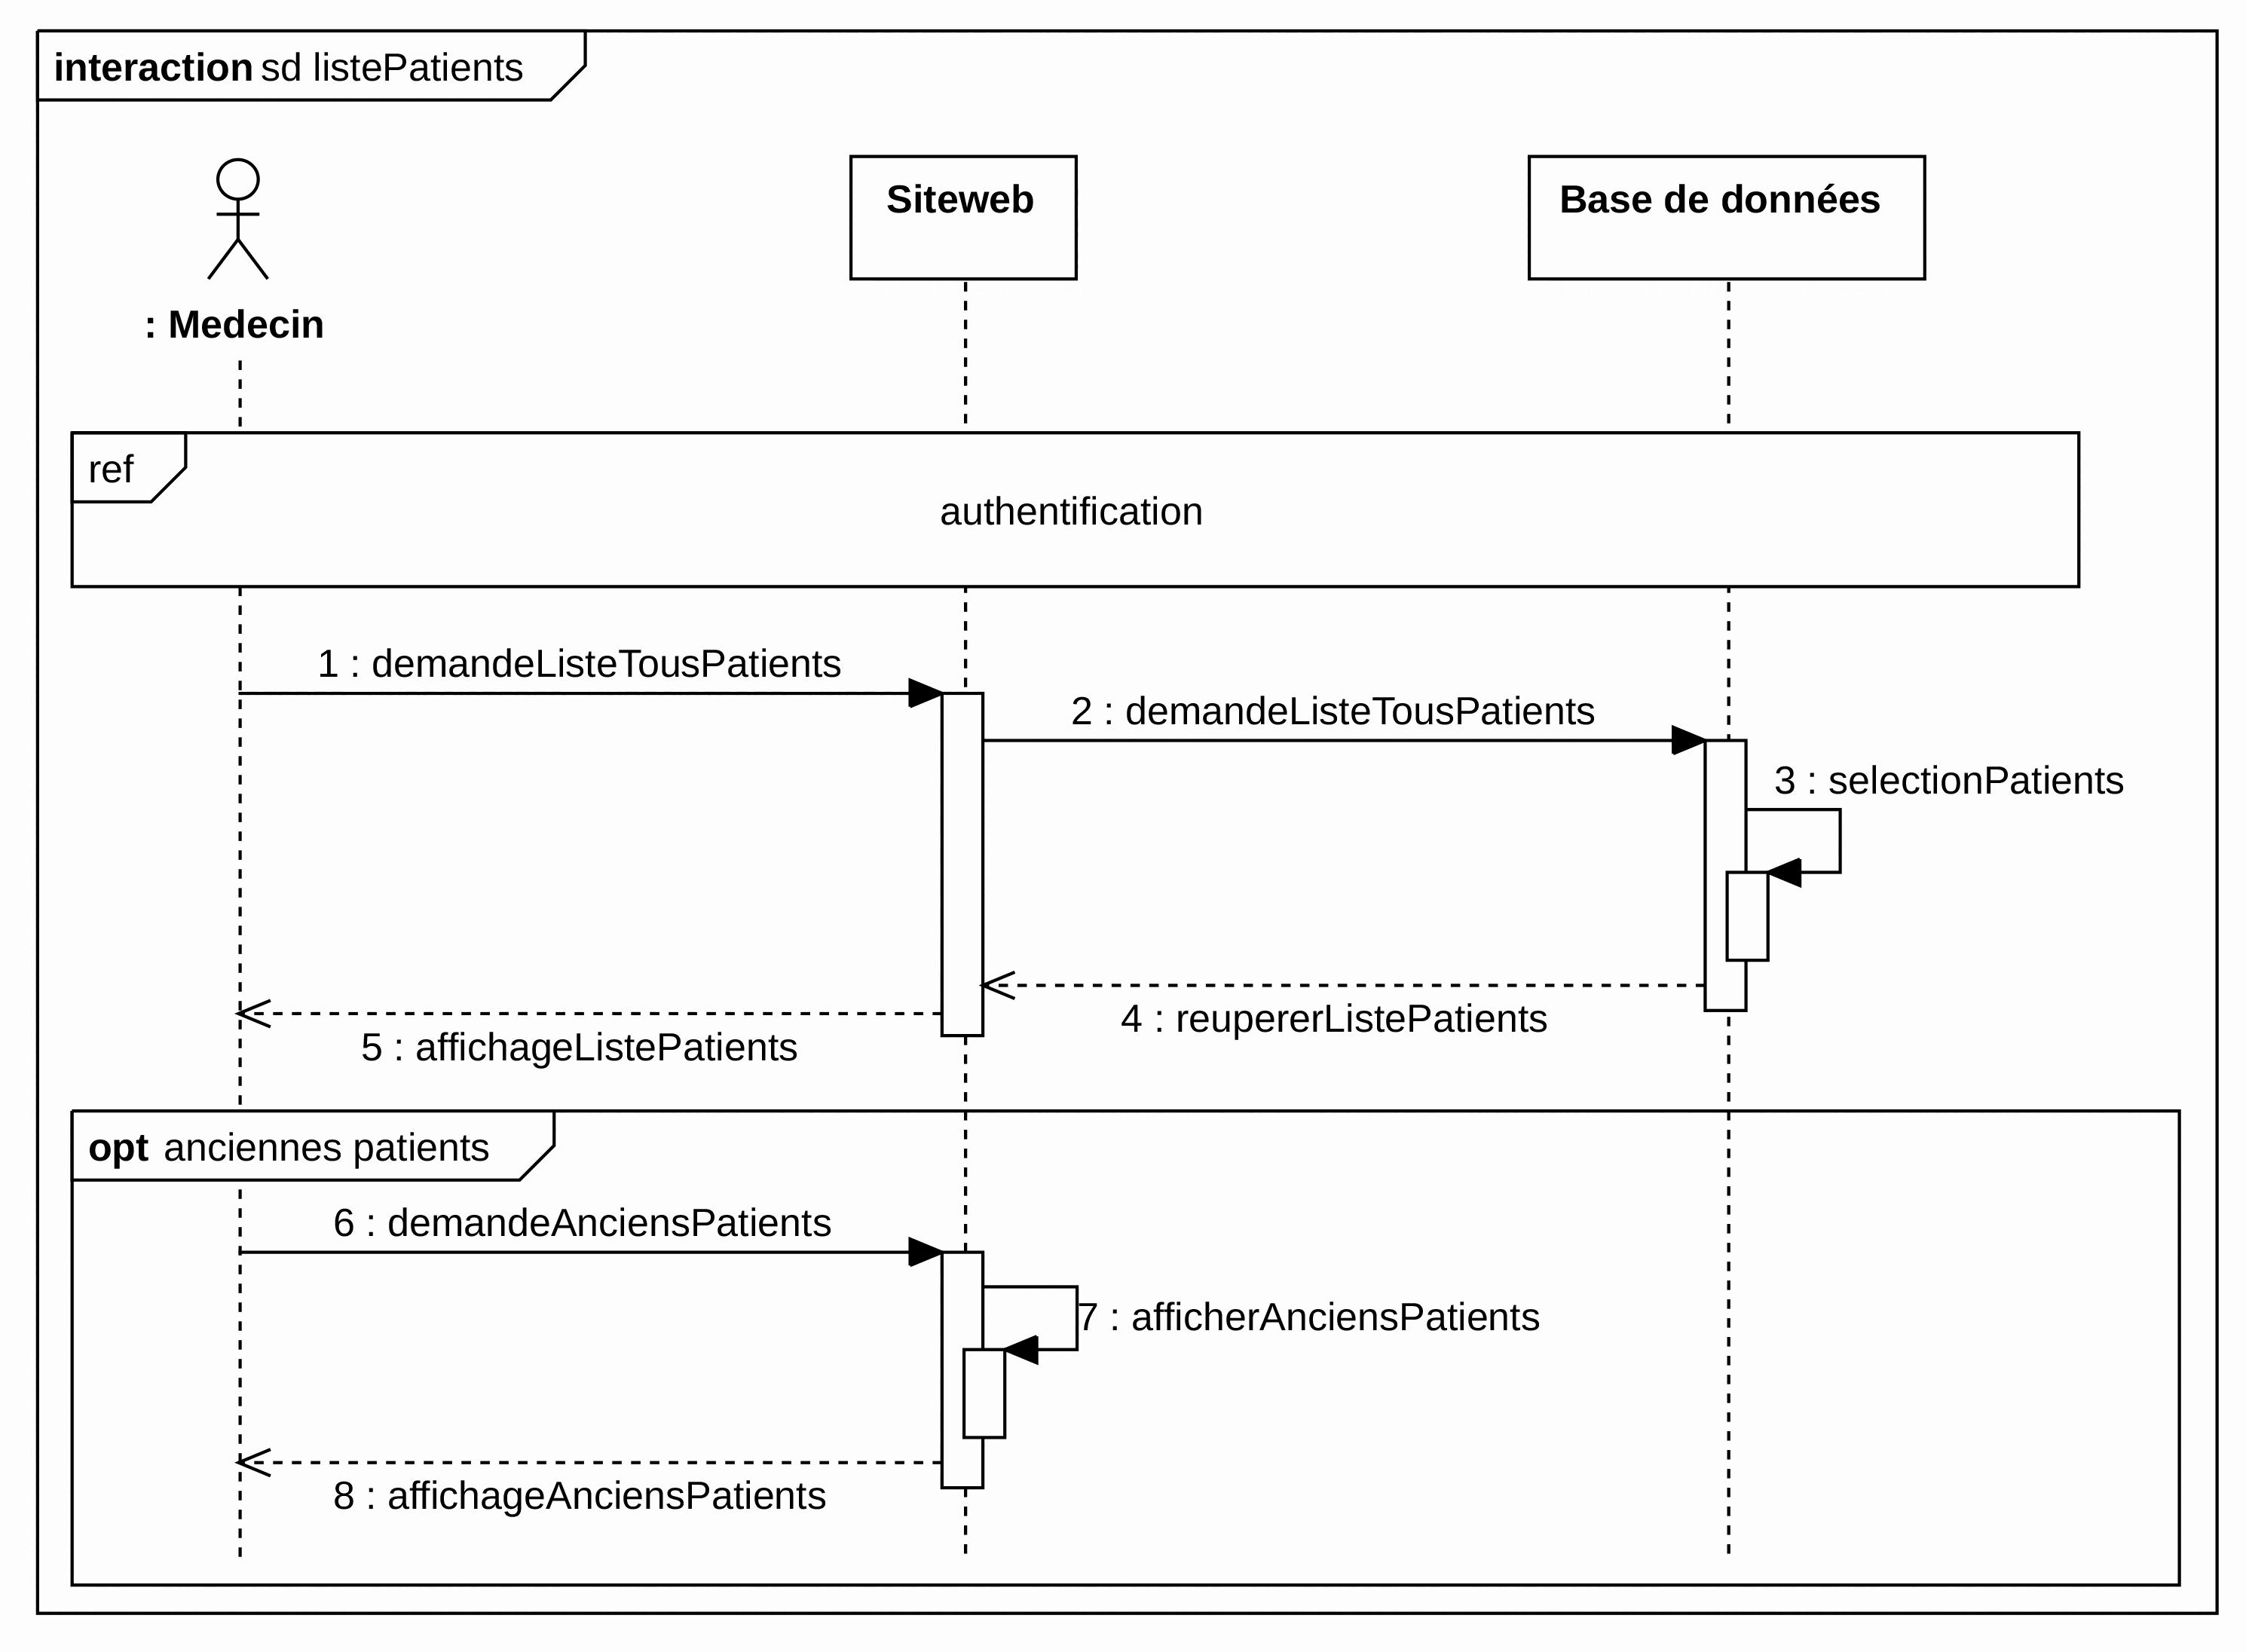 interaction sd listePatients
: Medecin
Siteweb
Base de données
ref
authentification
1 : demandeListeTousPatients
2 : demandeListeTousPatients
3 : selectionPatients
4 : reupererListePatients
5 : affichageListePatients
opt anciennes patients
6 : demandeAnciensPatients
7 : afficherAnciensPatients
8 : affichageAnciensPatients